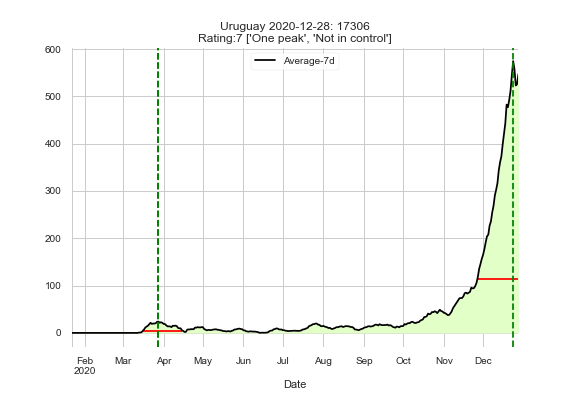 Uruguay 2020-12-28: 17306
Rating:7 ['One peak', 'Not in control']
Average-7d
600
500
400
300
200
100
0
Feb Mar Apr May Jun Jul Aug Sep Oct Nov Dec
2020
Date